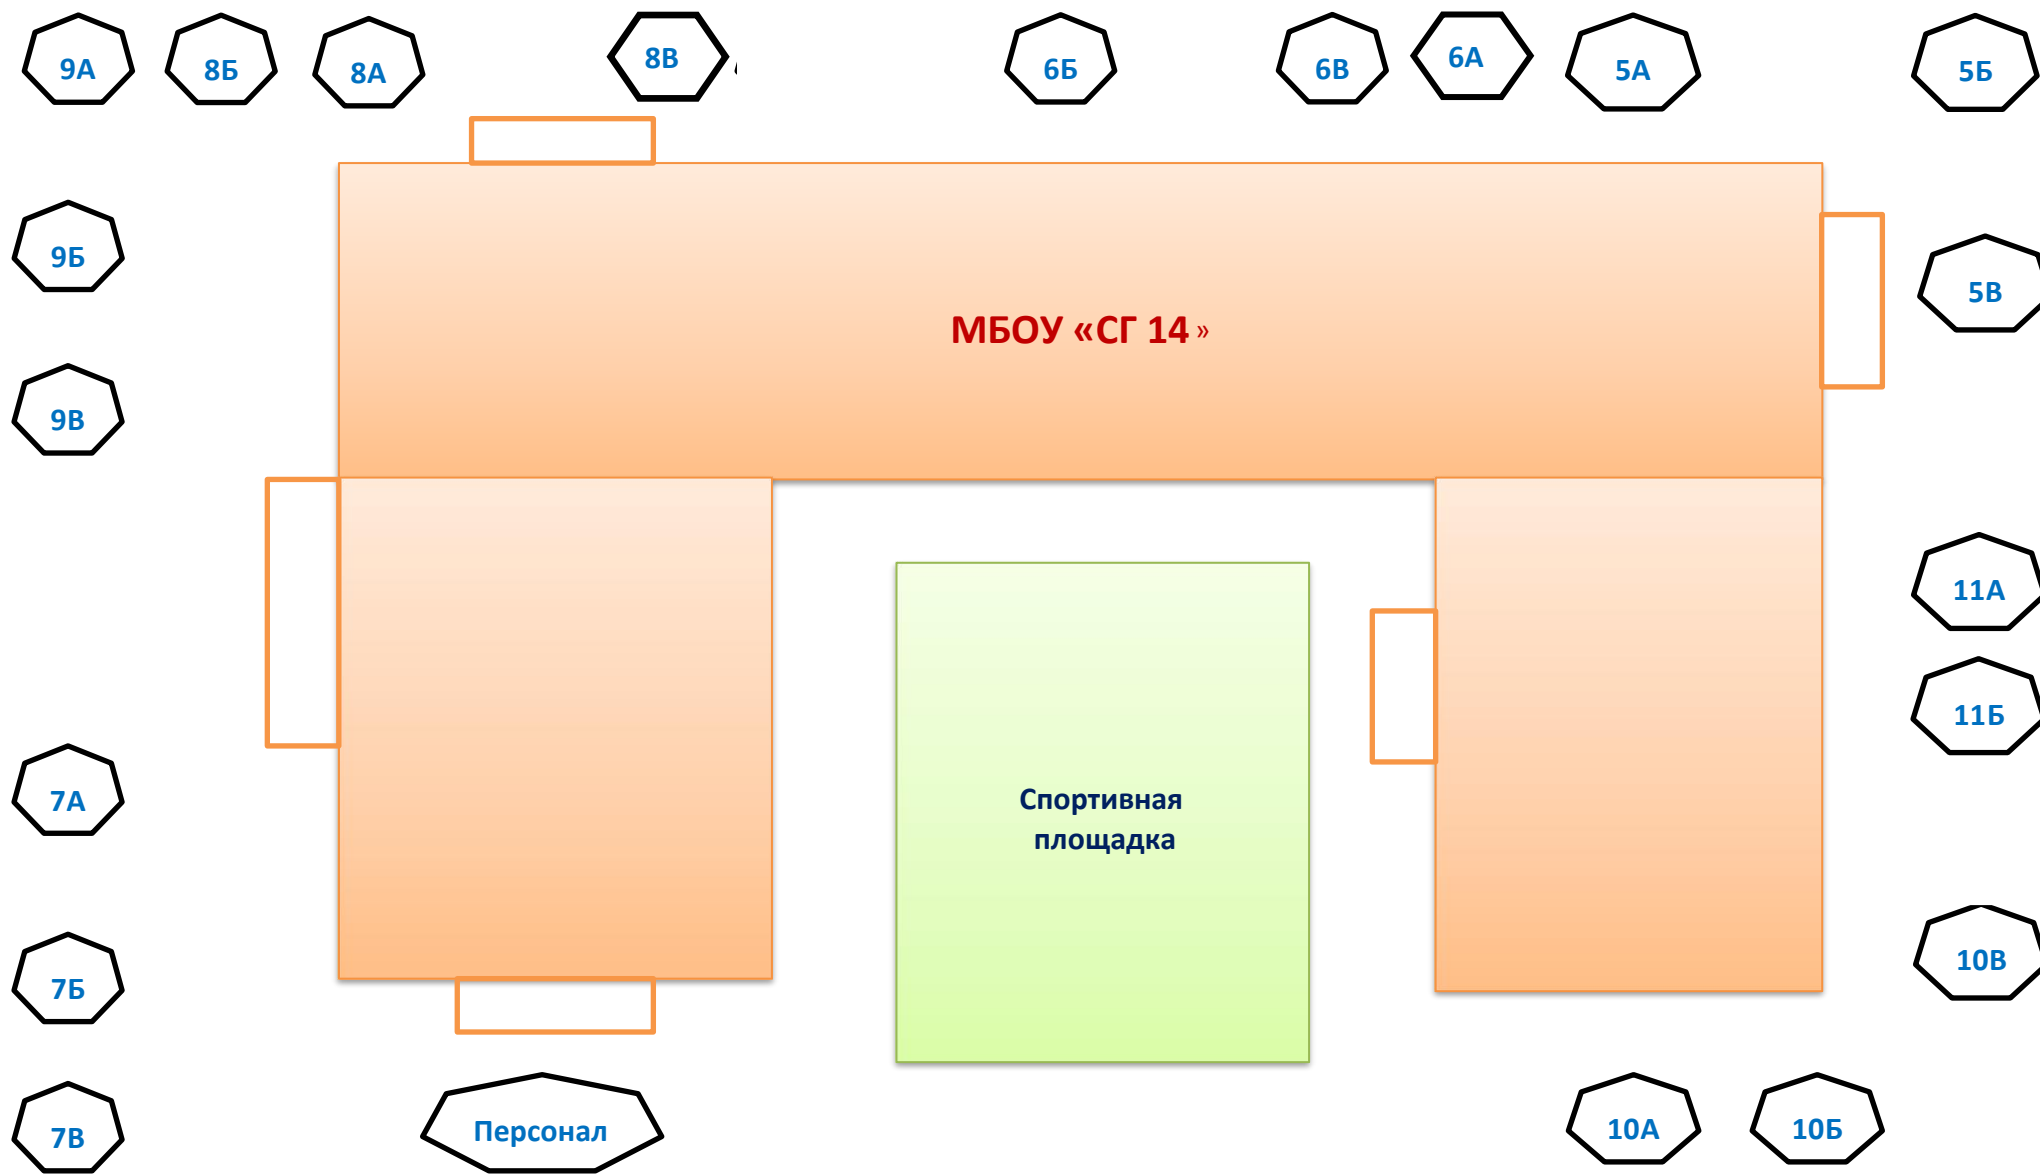 9А
8Б
8А
8В
6Б
6В
6А
5А
5Б
9Б
5В
МБОУ «СГ 14 »
9В
11А
11Б
7А
Спортивная
площадка
7Б
10В
7В
Персонал
10А
10Б